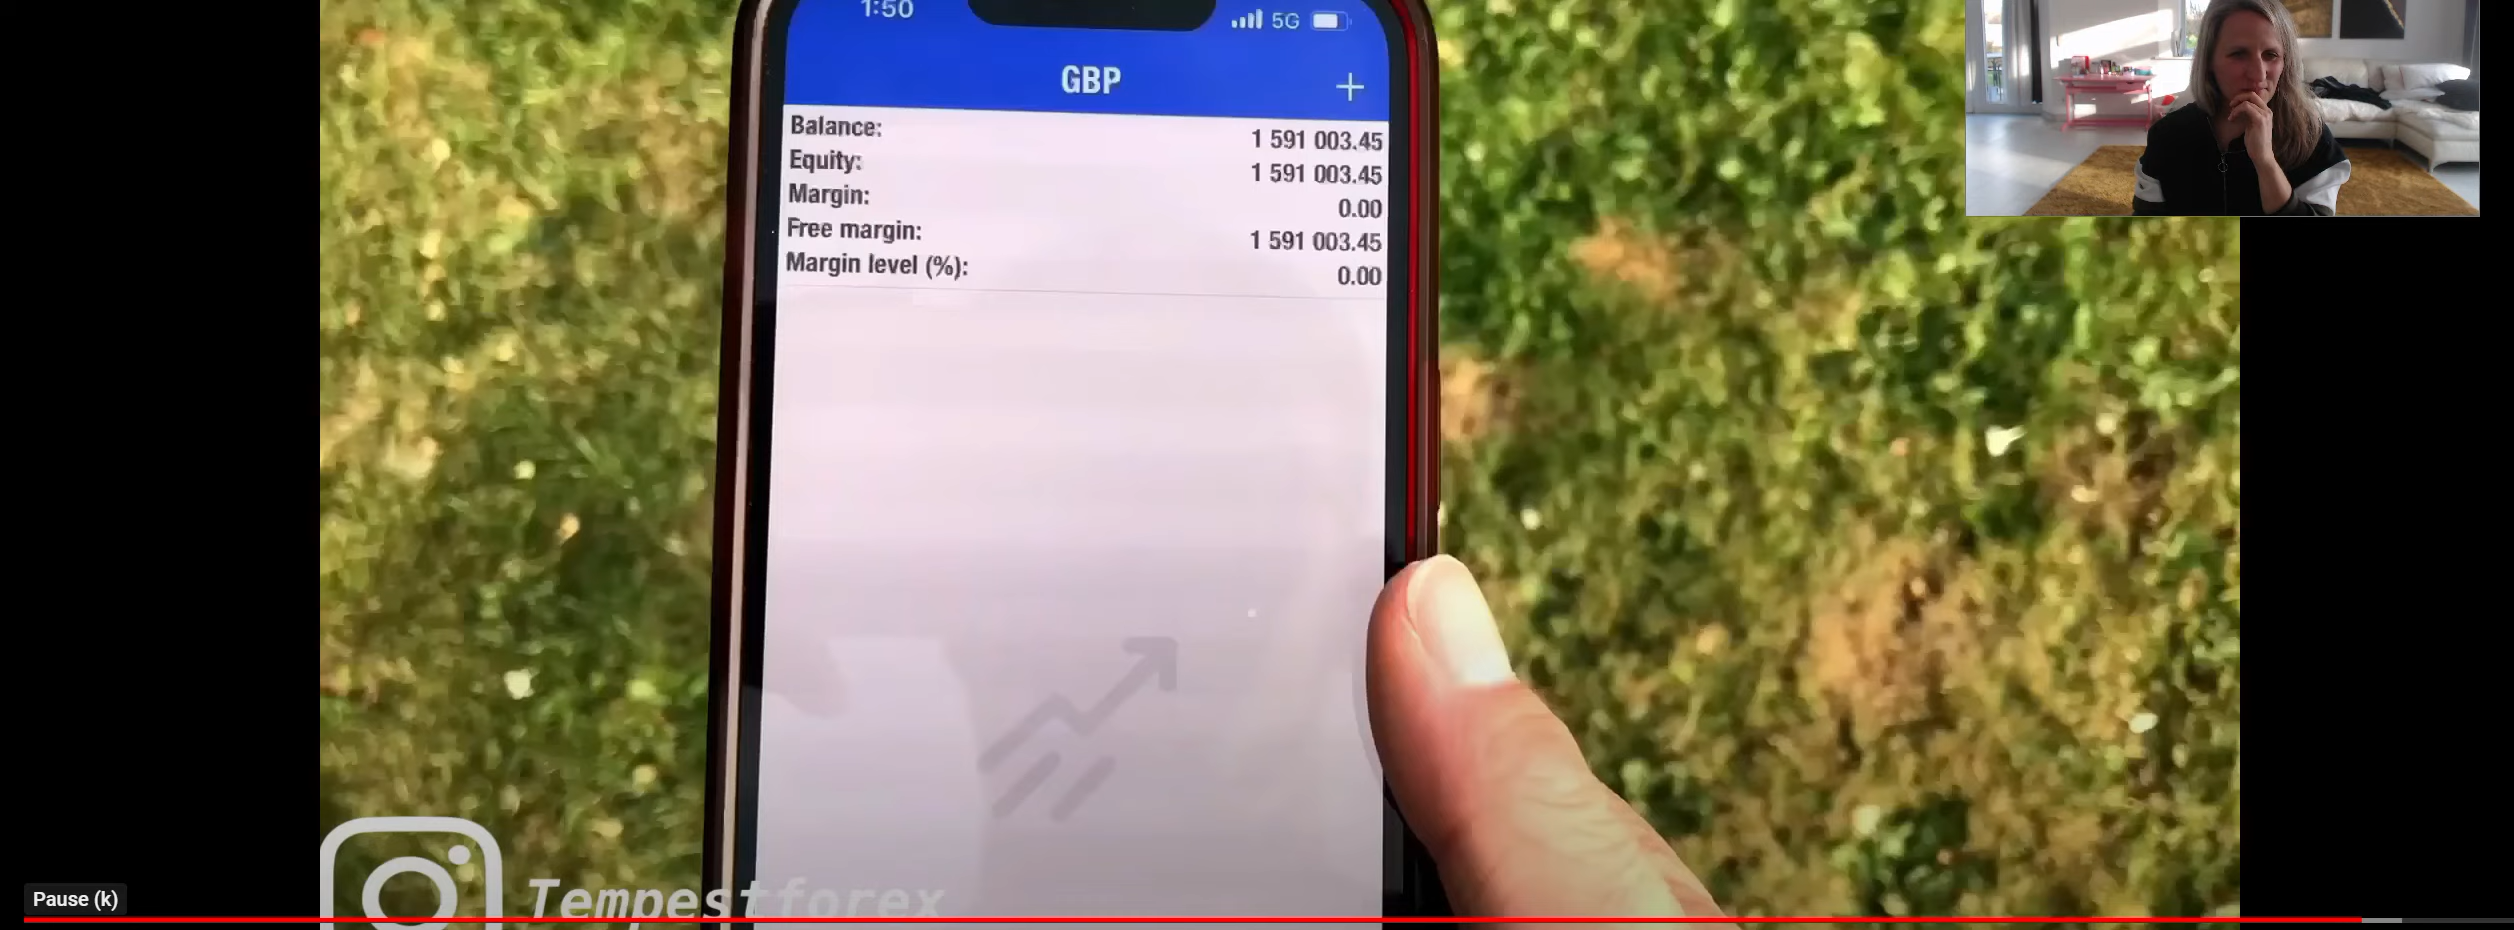 1:50
5G
GBP
+
Balance: 1 591 003.45
Equity: 1 591 003.45
Margin: 0.00
Free margin: 1 591 003.45
Margin level (%): 0.00
Tempestforex
Pause (k)